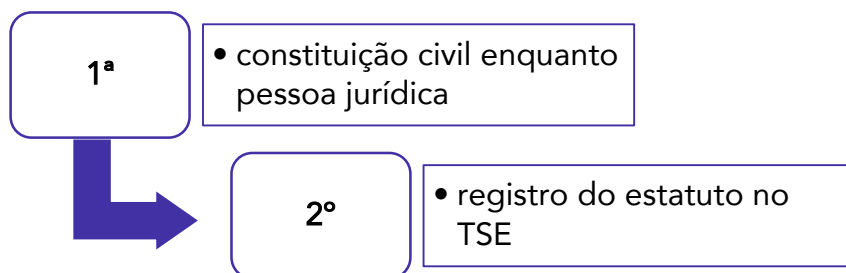 1ª
• constituição civil enquanto
pessoa jurídica
2º
• registro do estatuto no
TSE